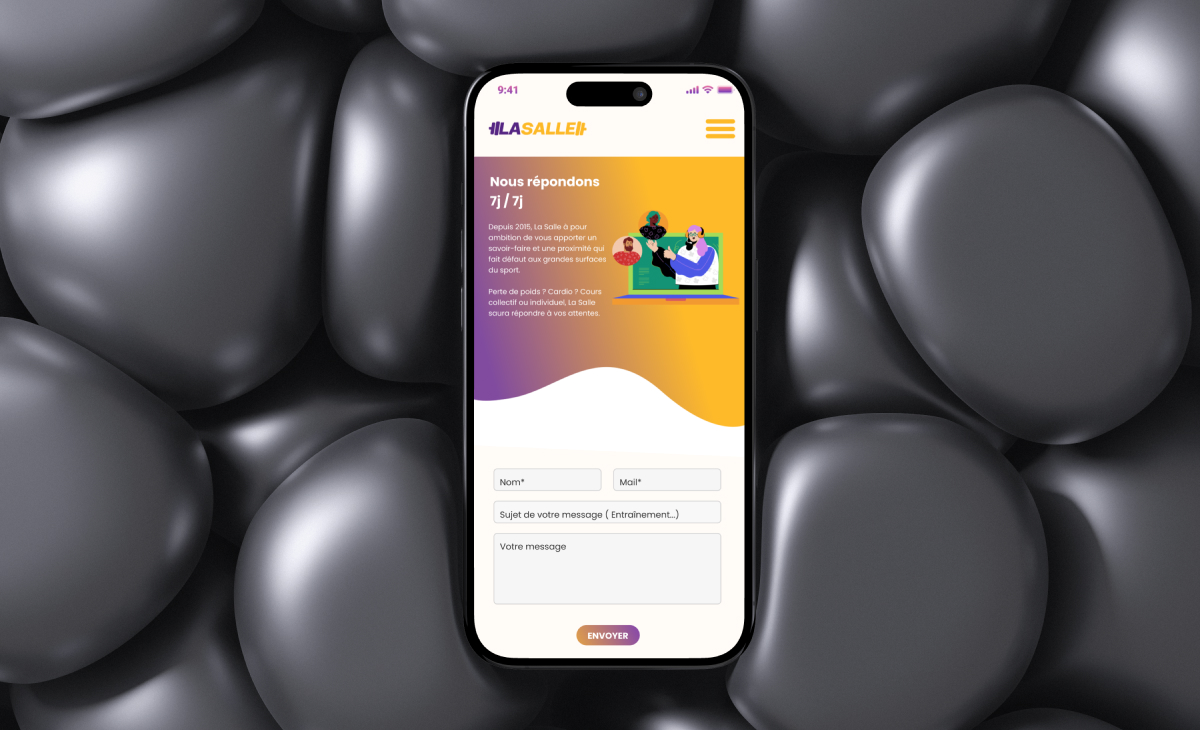 9:41
LASALLE
Nous répondons
7j / 7j
Depuis 2015, La Salle à pour
ambition de vous apporter un
savoir-faire et une proximité qui
fait défaut aux grandes surfaces
du sport.
Perte de poids ? Cardio ? Cours
collectif ou individuel, La Salle
saura répondre à vos attentes.
Nom*
Mail*
Sujet de votre message ( Entraînement...)
Votre message
ENVOYER